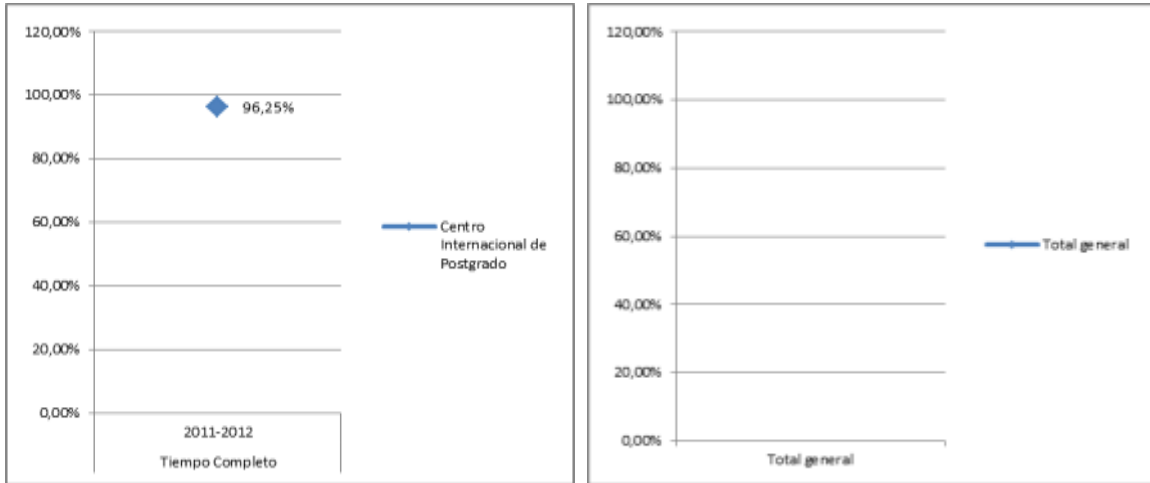 120,00%
100,00%
96,25%
80,00%
60,00%
Centro
Internacional de
Postgrado
40,00%
20,00%
0,00%
2011-2012
Tiempo Completo
120,00%
100,00%
80,00%
60,00%
Total general
40,00%
20,00%
0,00%
Total general